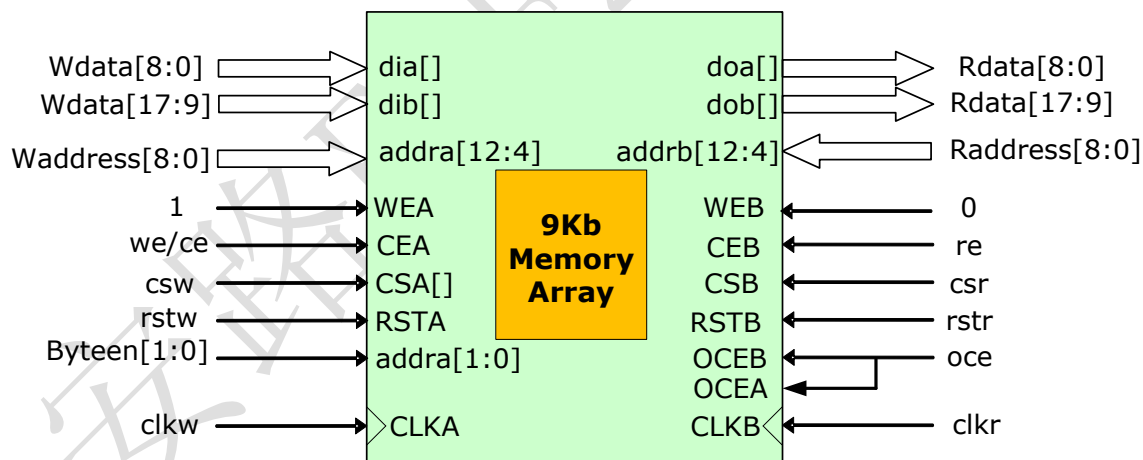 Wdata[8:0] dia[] doa[] Rdata[8:0]
Wdata[17:9] dib[] dob[] Rdata[17:9]
Waddress[8:0] addra[12:4] addrb[12:4] Raddress[8:0]
1 WEA WEB 0
we/ce CEA CEB re
csw CSA[] CSB csr
rstw RSTA RSTB rstr
Byteen[1:0] addra[1:0] OCEB oce
OCEA
clkw CLKA CLKB clkr
9Kb
Memory
Array
安路